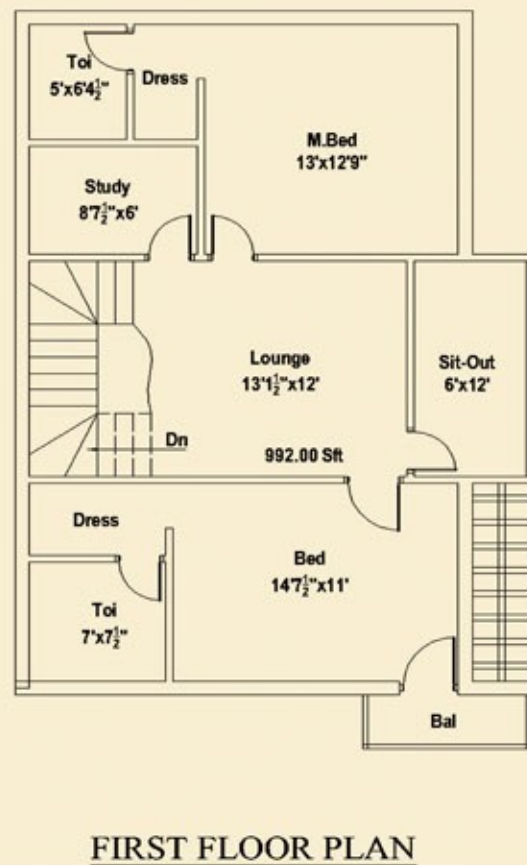 Toi
5'x6'4½"
Dress
M.Bed
13'x12'9"
Study
8'7½"x6'
Lounge
13'1½"x12'
Sit-Out
6'x12'
Dn
992.00 Sft
Dress
Bed
14'7½"x11'
Toi
7'x7½"
Bal
FIRST FLOOR PLAN